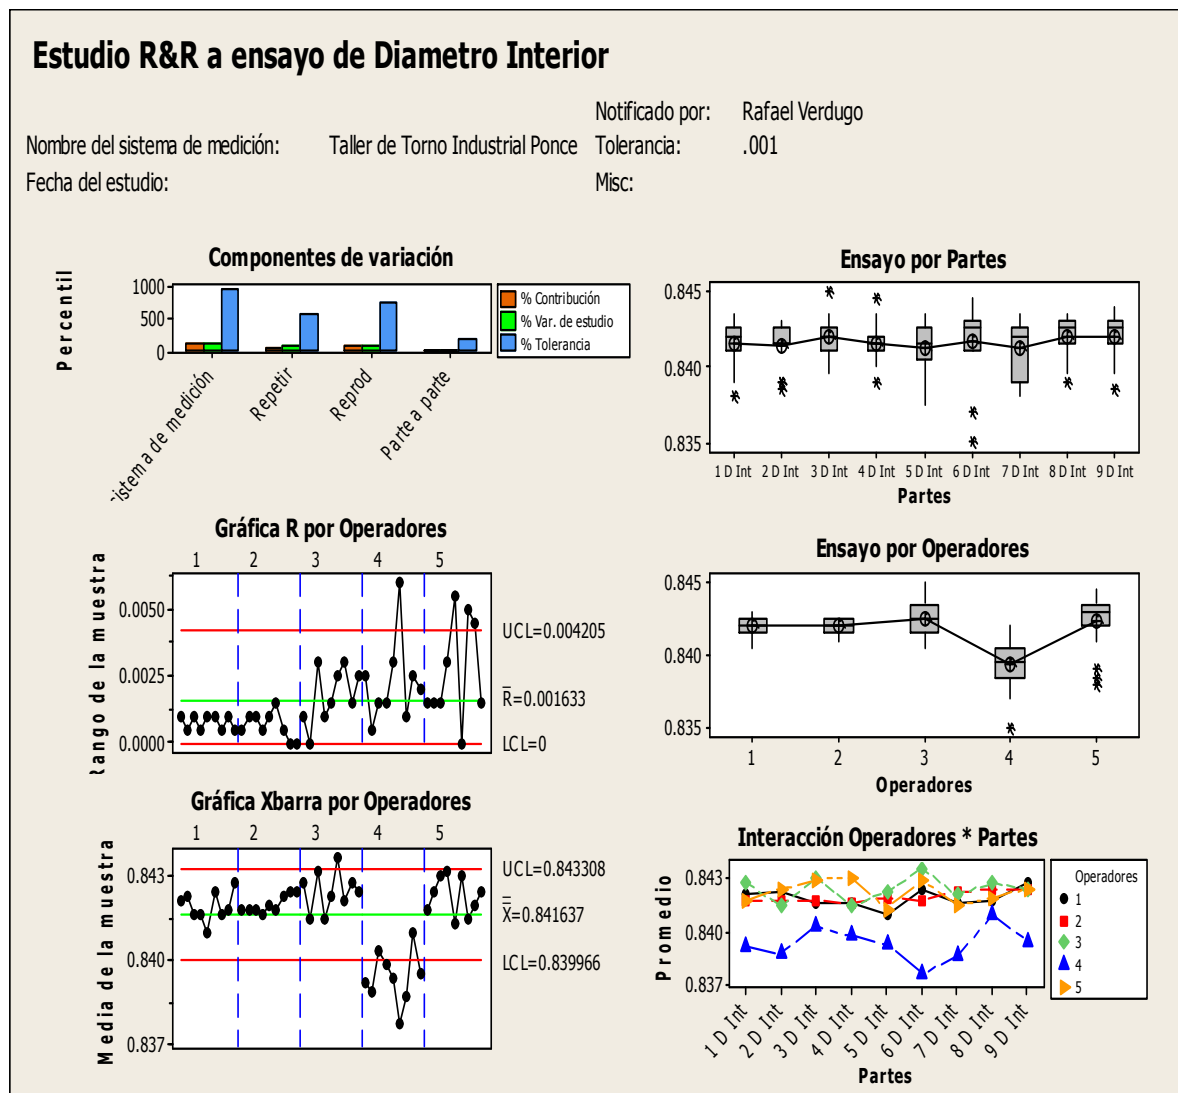 Estudio R&R a ensayo de Diametro Interior
Notificado por: Rafael Verdugo
Nombre del sistema de medición: Taller de Torno Industrial Ponce Tolerancia: .001
Fecha del estudio: Misc:
Componentes de variación
Percentil
1000
500
0
istema de medición
Repetir
Reprod
Parte a parte
% Contribución
% Var. de estudio
% Tolerancia
Ensayo por Partes
0.845
0.840
0.835
1 D Int 2 D Int 3 D Int 4 D Int 5 D Int 6 D Int 7 D Int 8 D Int 9 D Int
Partes
Gráfica R por Operadores
Rango de la muestra
1 2 3 4 5
0.0050
0.0025
0.0000
UCL=0.004205
R̅=0.001633
LCL=0
Ensayo por Operadores
0.845
0.840
0.835
1 2 3 4 5
Operadores
Gráfica Xbarra por Operadores
Media de la muestra
1 2 3 4 5
0.843
0.840
0.837
UCL=0.843308
X̿=0.841637
LCL=0.839966
Interacción Operadores * Partes
Promedio
0.843
0.840
0.837
1 D Int 2 D Int 3 D Int 4 D Int 5 D Int 6 D Int 7 D Int 8 D Int 9 D Int
Partes
Operadores
1
2
3
4
5